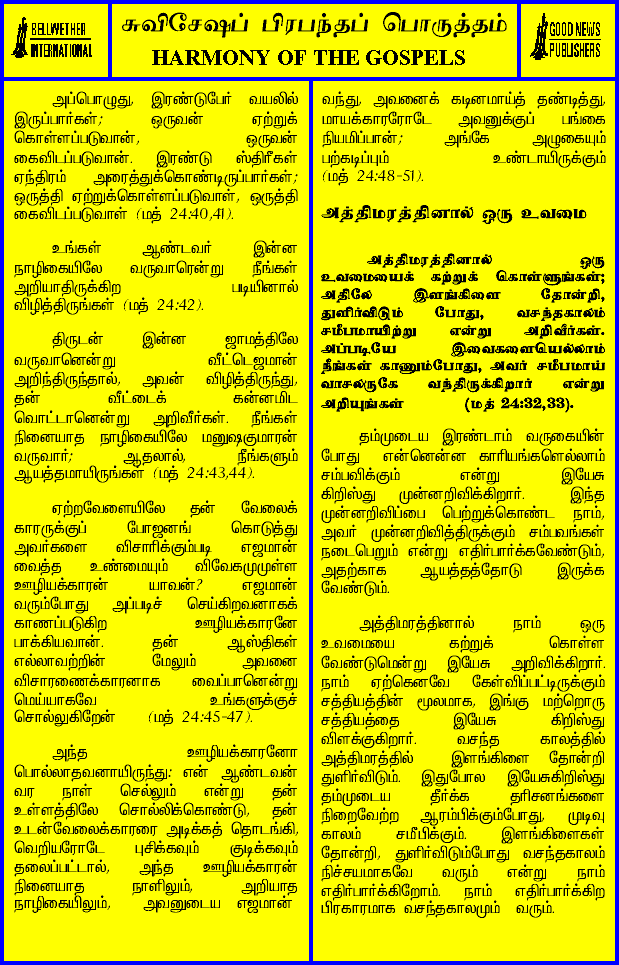 BELLWETHER
INTERNATIONAL
சுவிசேஷப் பிரபந்தப் பொருத்தம்
HARMONY OF THE GOSPELS
GOOD NEWS
PUBLISHERS
அப்பொழுது, இரண்டுபேர் வயலில்
இருப்பார்கள்; ஒருவன் ஏற்றுக்
கொள்ளப்படுவான், ஒருவன்
கைவிடப்படுவான். இரண்டு ஸ்திரீகள்
ஏந்திரம் அரைத்துக்கொண்டிருப்பார்கள்;
ஒருத்தி ஏற்றுக்கொள்ளப்படுவாள், ஒருத்தி
கைவிடப்படுவாள் (மத் 24:40,41).
உங்கள் ஆண்டவர் இன்ன
நாழிகையிலே வருவாரென்று நீங்கள்
அறியாதிருக்கிற படியினால்
விழித்திருங்கள் (மத் 24:42).
திருடன் இன்ன ஜாமத்திலே
வருவானென்று வீட்டெஜமான்
அறிந்திருந்தால், அவன் விழித்திருந்து,
தன் வீட்டைக் கன்னமிட
வொட்டானென்று அறிவீர்கள். நீங்கள்
நினையாத நாழிகையிலே மனுஷகுமாரன்
வருவார்; ஆதலால், நீங்களும்
ஆயத்தமாயிருங்கள் (மத் 24:43,44).
ஏற்றவேளையிலே தன் வேலைக்
காரருக்குப் போஜனங் கொடுத்து
அவர்களை விசாரிக்கும்படி எஜமான்
வைத்த உண்மையும் விவேகமுமுள்ள
ஊழியக்காரன் யாவன்? எஜமான்
வரும்போது அப்படிச் செய்கிறவனாகக்
காணப்படுகிற ஊழியக்காரனே
பாக்கியவான். தன் ஆஸ்திகள்
எல்லாவற்றின் மேலும் அவனை
விசாரணைக்காரனாக வைப்பானென்று
மெய்யாகவே உங்களுக்குச்
சொல்லுகிறேன் (மத் 24:45-47).
அந்த ஊழியக்காரனோ
பொல்லாதவனாயிருந்து: என் ஆண்டவன்
வர நாள் செல்லும் என்று தன்
உள்ளத்திலே சொல்லிக்கொண்டு, தன்
உடன்வேலைக்காரரை அடிக்கத் தொடங்கி,
வெறியரோடே புசிக்கவும் குடிக்கவும்
தலைப்பட்டால், அந்த ஊழியக்காரன்
நினையாத நாளிலும், அறியாத
நாழிகையிலும், அவனுடைய எஜமான்
வந்து, அவனைக் கடினமாய்த் தண்டித்து,
மாயக்காரரோடே அவனுக்குப் பங்கை
நியமிப்பான்; அங்கே அழுகையும்
பற்கடிப்பும் உண்டாயிருக்கும்
(மத் 24:48-51).
அத்திமரத்தினால் ஒரு உவமை
அத்திமரத்தினால் ஒரு
உவமையைக் கற்றுக் கொள்ளுங்கள்;
அதிலே இளங்கிளை தோன்றி,
துளிர்விடும் போது, வசந்தகாலம்
சமீபமாயிற்று என்று அறிவீர்கள்.
அப்படியே இவைகளையெல்லாம்
நீங்கள் காணும்போது, அவர் சமீபமாய்
வாசலருகே வந்திருக்கிறார் என்று
அறியுங்கள் (மத் 24:32,33).
தம்முடைய இரண்டாம் வருகையின்
போது என்னென்ன காரியங்களெல்லாம்
சம்பவிக்கும் என்று இயேசு
கிறிஸ்து முன்னறிவிக்கிறார். இந்த
முன்னறிவிப்பை பெற்றுக்கொண்ட நாம்,
அவர் முன்னறிவித்திருக்கும் சம்பவங்கள்
நடைபெறும் என்று எதிர்பார்க்கவேண்டும்,
அதற்காக ஆயத்தத்தோடு இருக்க
வேண்டும்.
அத்திமரத்தினால் நாம் ஒரு
உவமையை கற்றுக் கொள்ள
வேண்டுமென்று இயேசு அறிவிக்கிறார்.
நாம் ஏற்கெனவே கேள்விப்பட்டிருக்கும்
சத்தியத்தின் மூலமாக, இங்கு மற்றொரு
சத்தியத்தை இயேசு கிறிஸ்து
விளக்குகிறார். வசந்த காலத்தில்
அத்திமரத்தில் இளங்கிளை தோன்றி
துளிர்விடும். இதுபோல இயேசுகிறிஸ்து
தம்முடைய தீர்க்க தரிசனங்களை
நிறைவேற்ற ஆரம்பிக்கும்போது, முடிவு
காலம் சமீபிக்கும். இளங்கிளைகள்
தோன்றி, துளிர்விடும்போது வசந்தகாலம்
நிச்சயமாகவே வரும் என்று நாம்
எதிர்பார்க்கிறோம். நாம் எதிர்பார்க்கிற
பிரகாரமாக வசந்தகாலமும் வரும்.